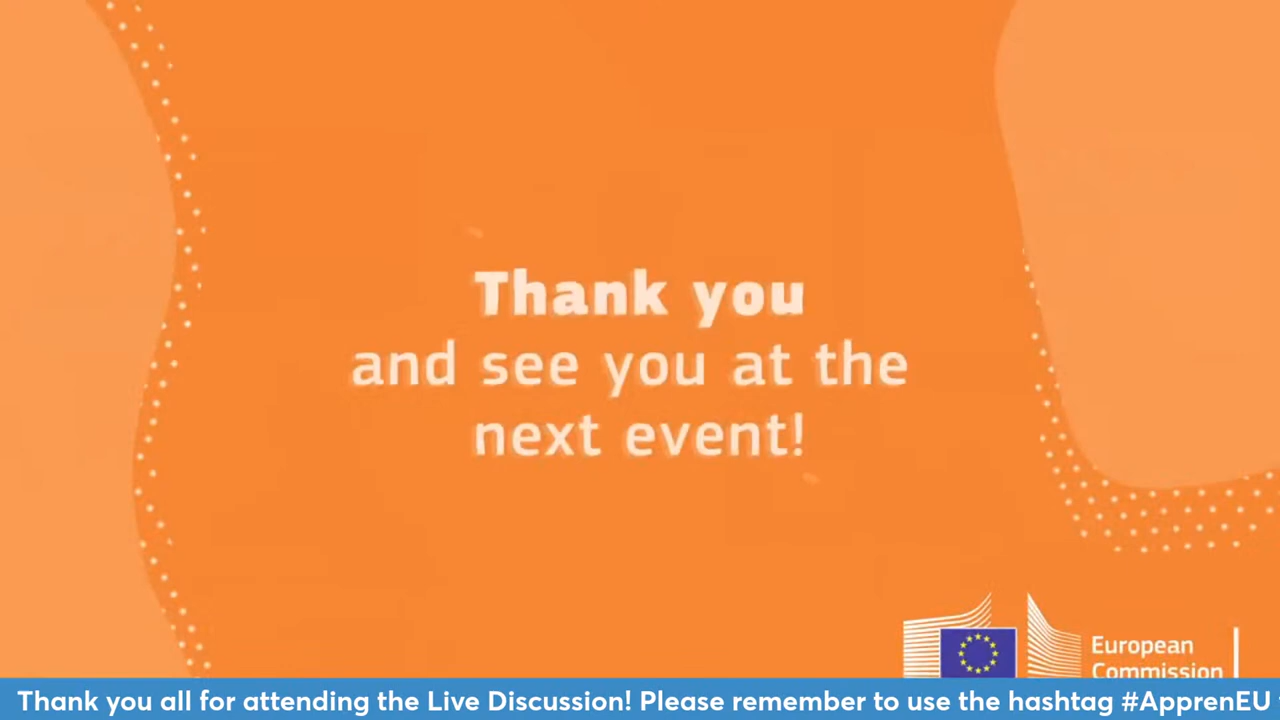 Thank you
and see you at the
next event!
European
Commission
Thank you all for attending the Live Discussion! Please remember to use the hashtag #ApprenEU